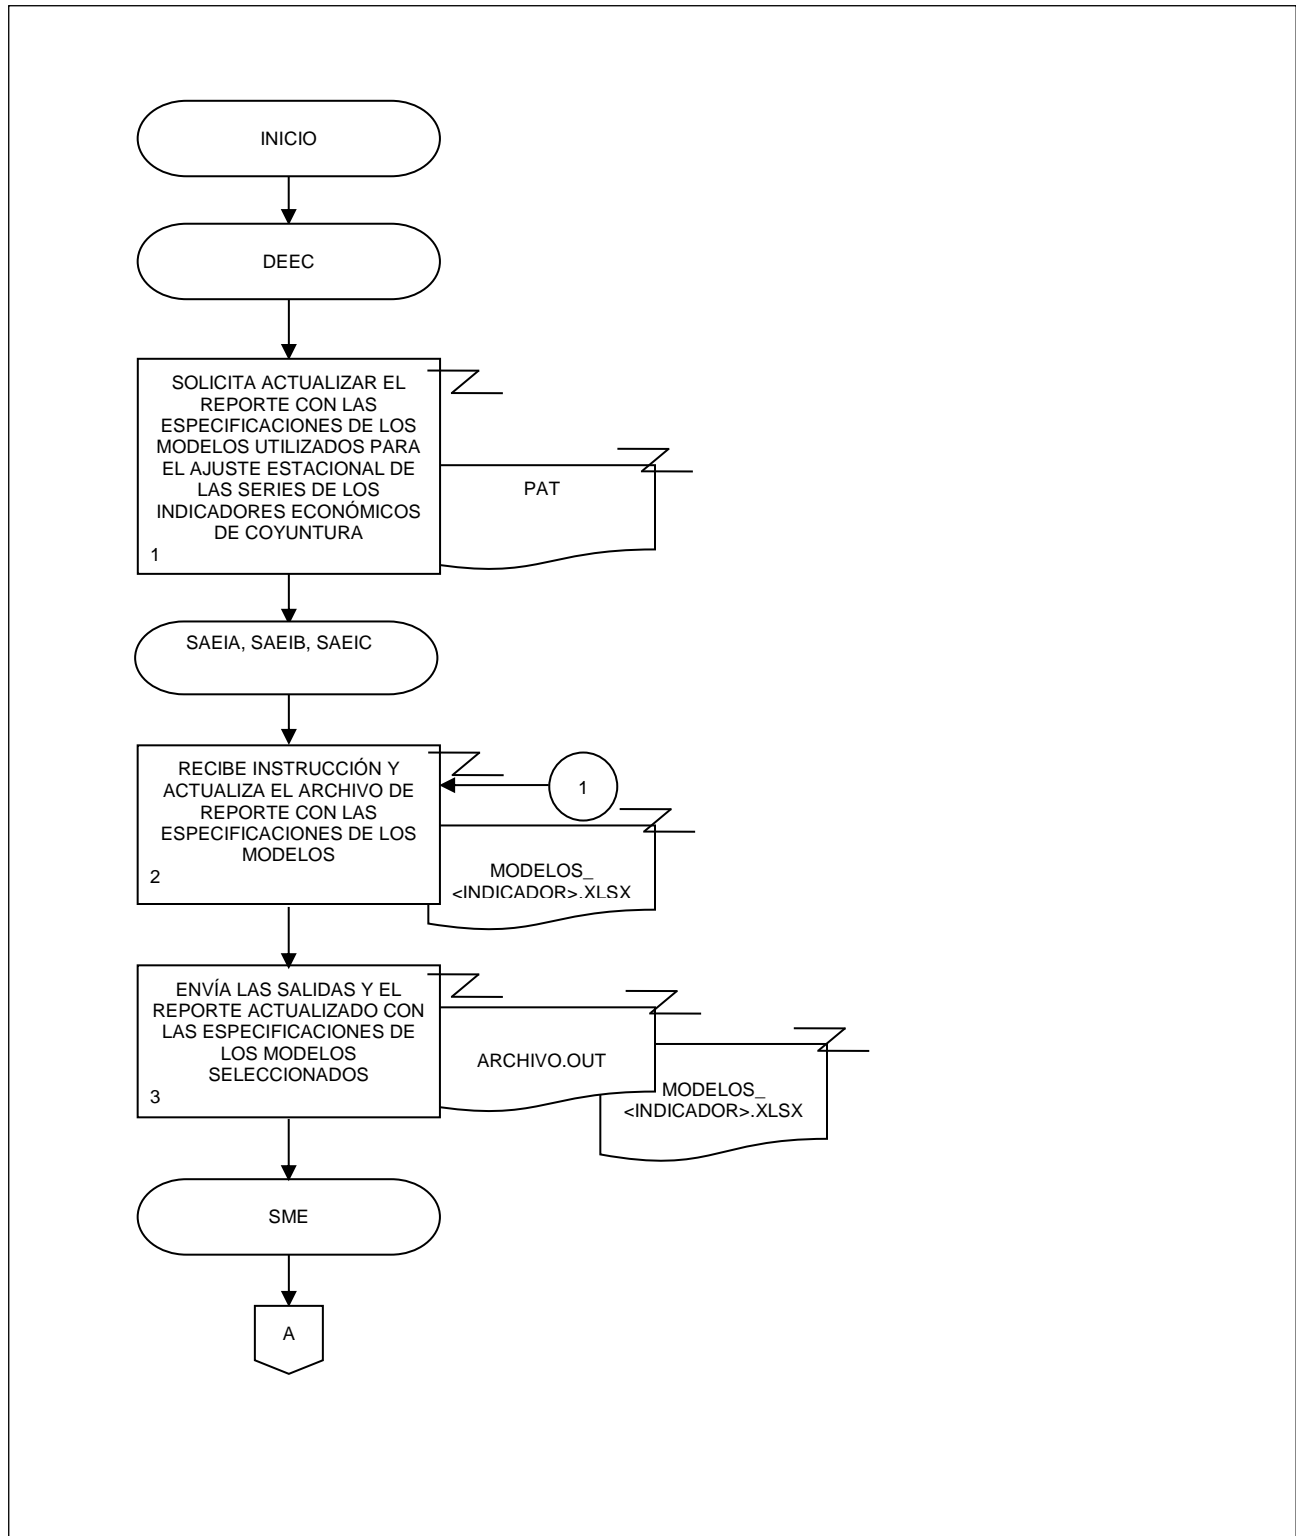 INICIO
DEEC
SOLICITA ACTUALIZAR EL
REPORTE CON LAS
ESPECIFICACIONES DE LOS
MODELOS UTILIZADOS PARA
EL AJUSTE ESTACIONAL DE
LAS SERIES DE LOS
INDICADORES ECONÓMICOS
DE COYUNTURA
1
PAT
SAEIA, SAEIB, SAEIC
RECIBE INSTRUCCIÓN Y
ACTUALIZA EL ARCHIVO DE
REPORTE CON LAS
ESPECIFICACIONES DE LOS
MODELOS
2
1
MODELOS_
<INDICADOR>.XLSX
ENVÍA LAS SALIDAS Y EL
REPORTE ACTUALIZADO CON
LAS ESPECIFICACIONES DE
LOS MODELOS
SELECCIONADOS
3
ARCHIVO.OUT
MODELOS_
<INDICADOR>.XLSX
SME
A